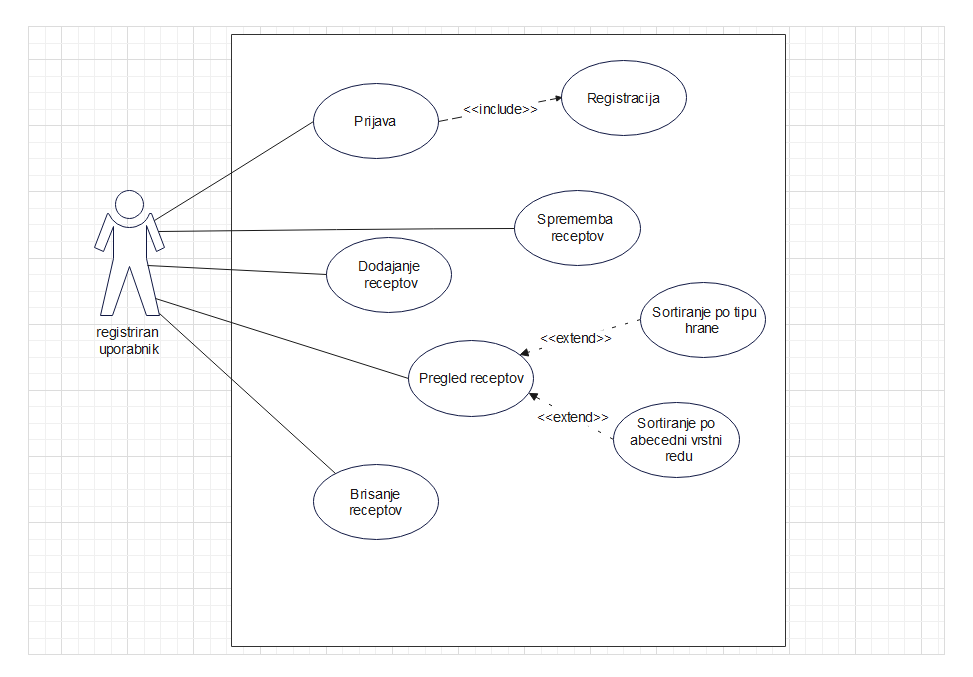 Registracija
<<include>>
Prijava
Sprememba
receptov
Dodajanje
receptov
Sortiranje po tipu
hrane
registriran
uporabnik
<<extend>>
Pregled receptov
<<extend>>
Sortiranje po
abecedni vrstni
redu
Brisanje
receptov